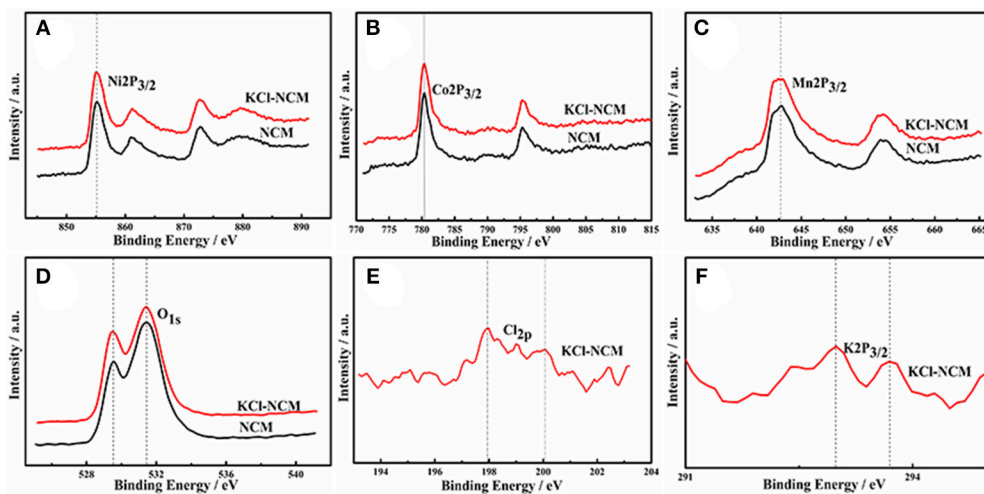 A
Ni2P3/2
KCl-NCM
NCM
Intensity / a.u.
850 860 870 880 890
Binding Energy / eV
B
Co2P3/2
KCl-NCM
NCM
Intensity / a.u.
770 775 780 785 790 795 800 805 810 815
Binding Energy / eV
C
Mn2P3/2
KCl-NCM
NCM
Intensity / a.u.
635 640 645 650 655 660 665
Binding Energy / eV
D
O1s
KCl-NCM
NCM
Intensity / a.u.
528 532 536 540
Binding Energy / eV
E
Cl2p
KCl-NCM
Intensity / a.u.
194 196 198 200 202 204
Binding Energy / eV
F
K2P3/2
KCl-NCM
Intensity / a.u.
291 294
Binding Energy / eV